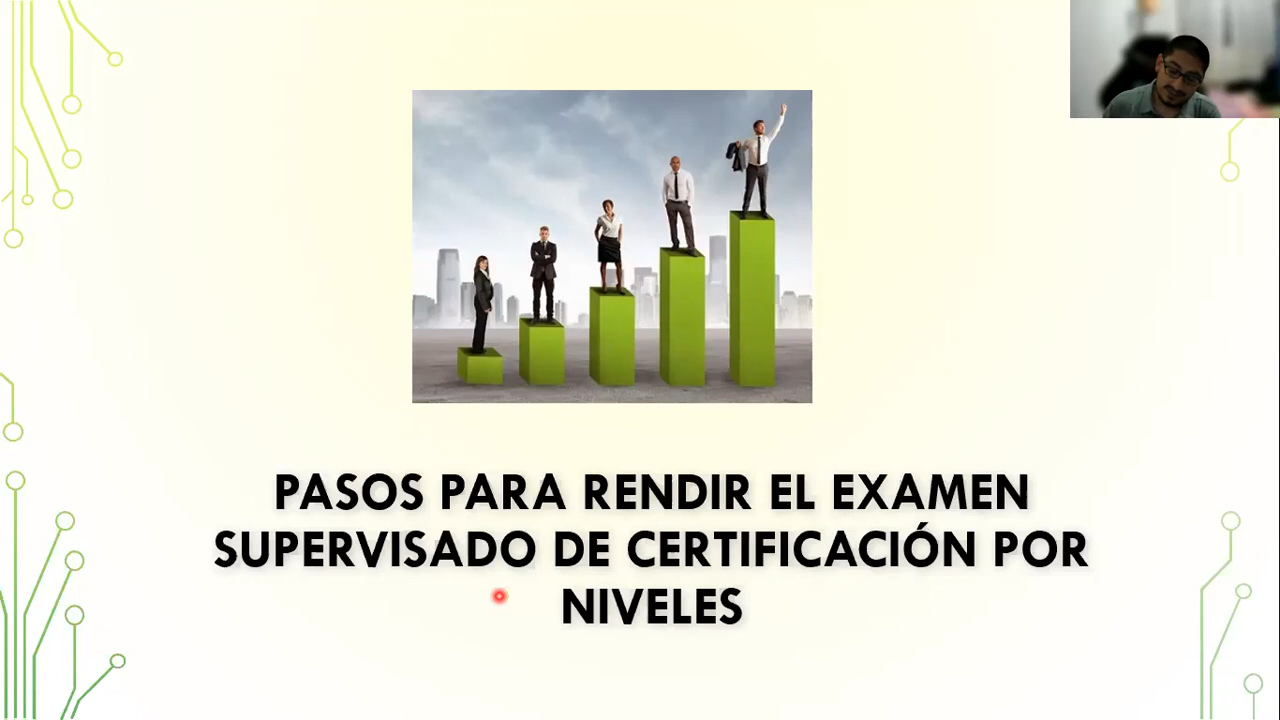 PASOS PARA RENDIR EL EXAMEN
SUPERVISADO DE CERTIFICACIÓN POR
NIVELES